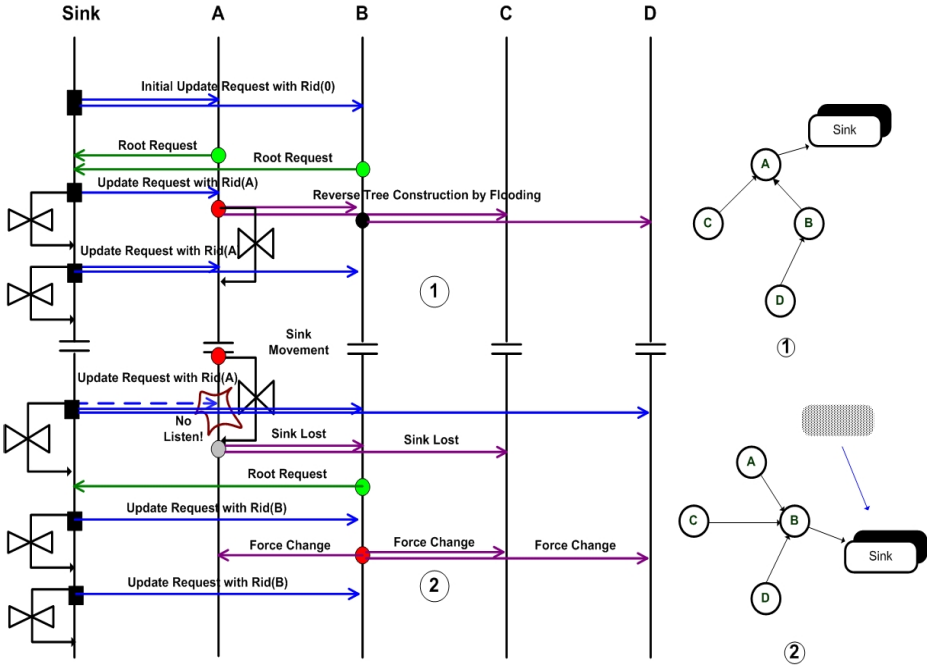 Sink A B C D
Initial Update Request with Rid(0)
Root Request
Root Request
Update Request with Rid(A)
Reverse Tree Construction by Flooding
Update Request with Rid(A
1
Sink
Movement
Update Request with Rid(A)
No
Listen!
Sink Lost
Sink Lost
Root Request
Update Request with Rid(B)
Force Change
Force Change
Force Change
2
Update Request with Rid(B)
Sink
A
C
B
D
1
A
C
B
Sink
D
2